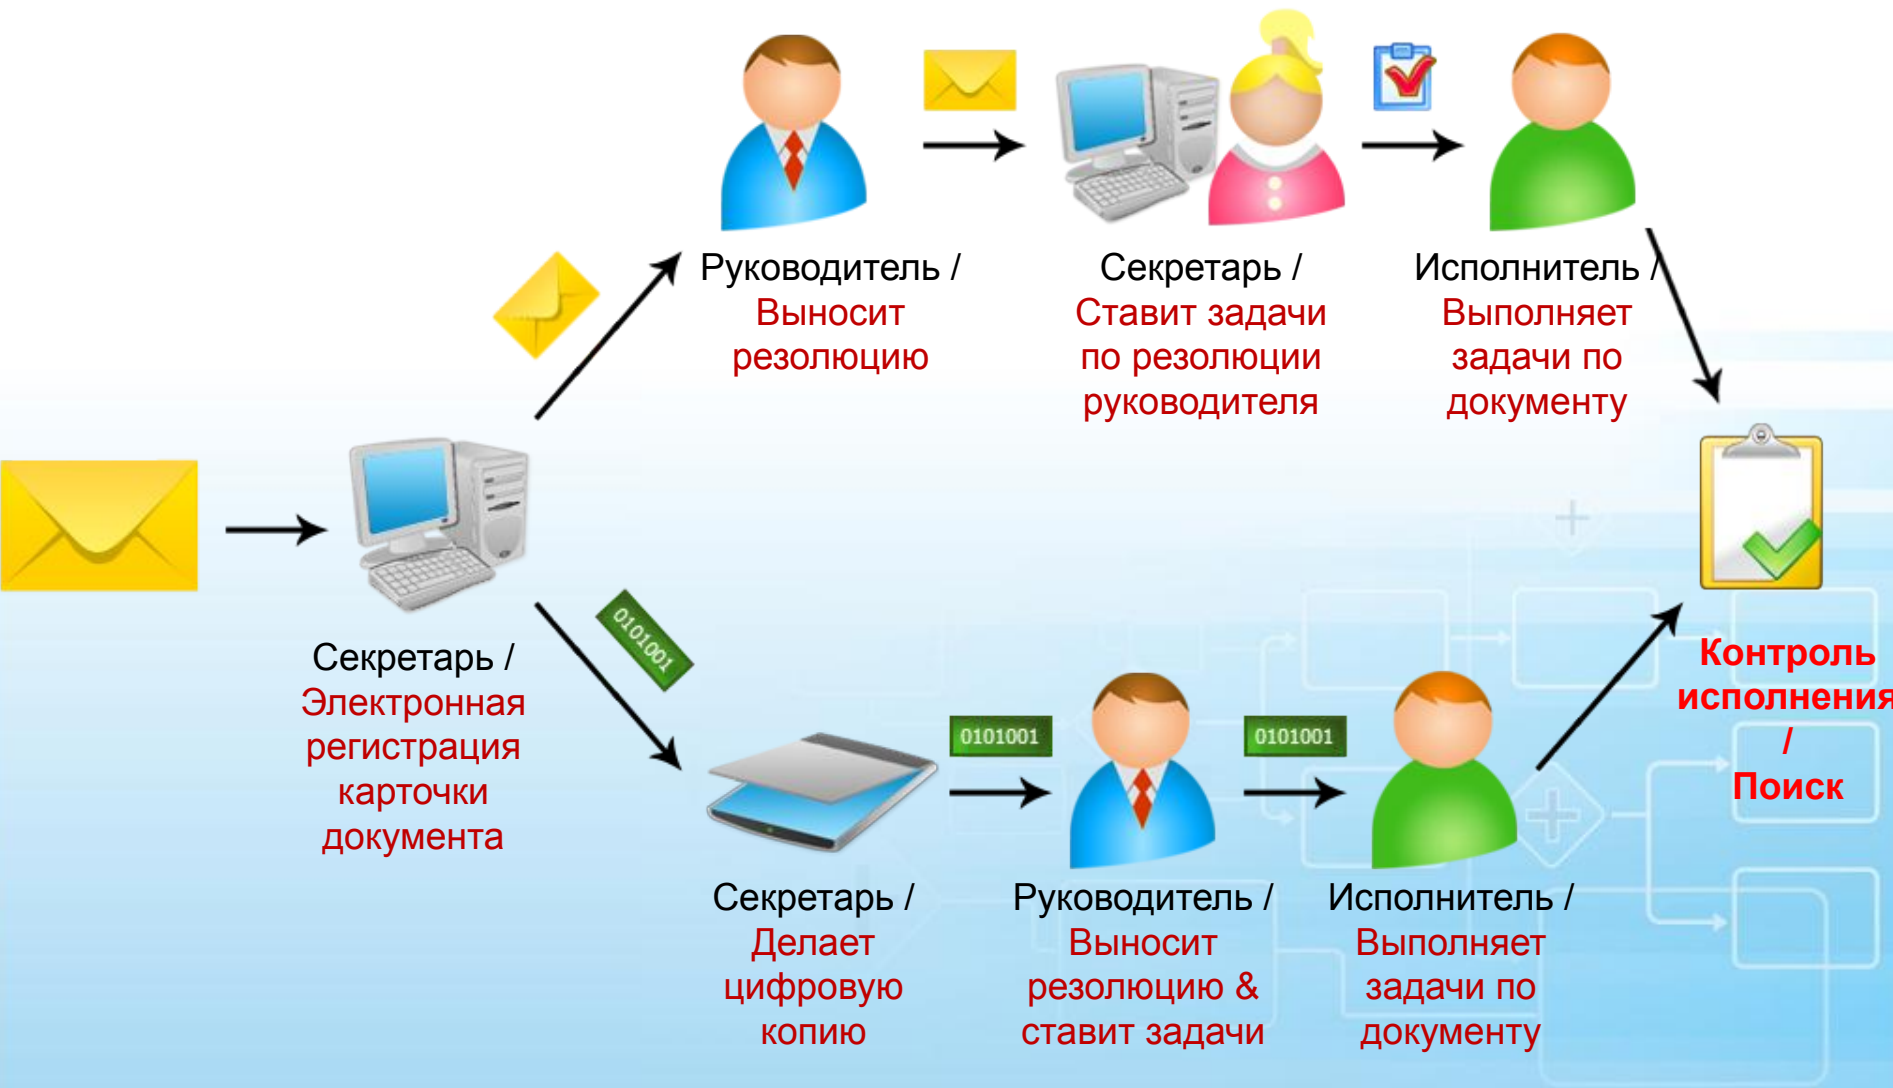 Руководитель /
Выносит
резолюцию
Секретарь /
Ставит задачи
по резолюции
руководителя
Исполнитель /
Выполняет
задачи по
документу
Секретарь /
Электронная
регистрация
карточки
документа
0101001
0101001
0101001
Секретарь /
Делает
цифровую
копию
Руководитель /
Выносит
резолюцию &
ставит задачи
Исполнитель /
Выполняет
задачи по
документу
Контроль
исполнения
/
Поиск